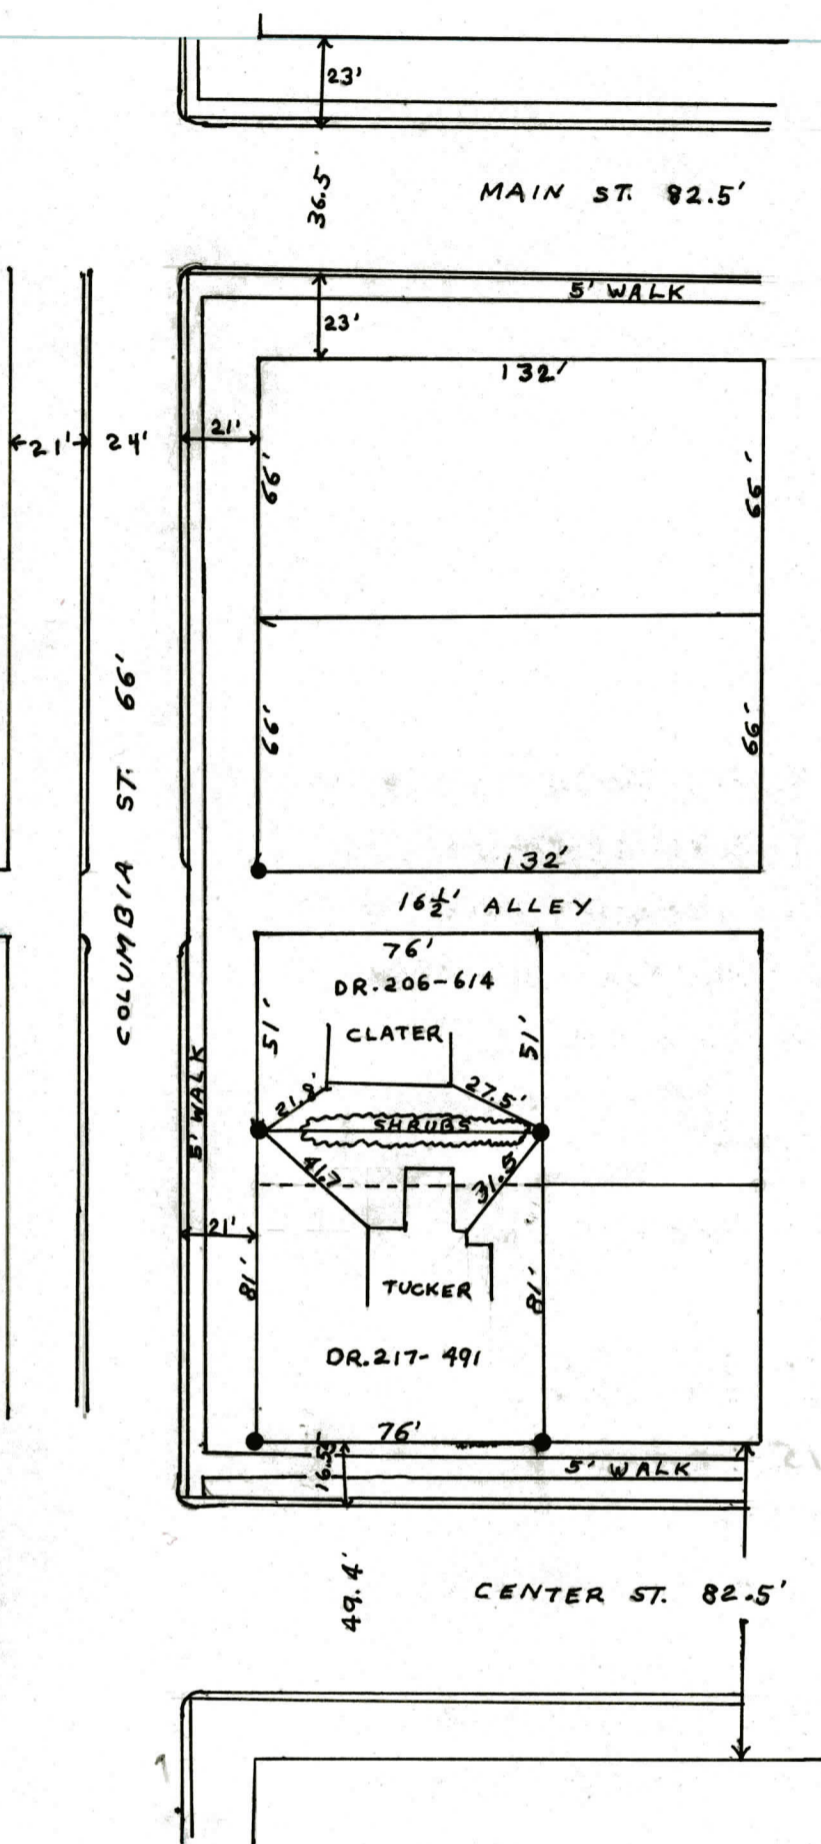 23'
36.5
MAIN ST. 82.5'
5' WALK
23'
132'
21'
24'
21'
66'
66'
COLUMBIA ST. 66'
66'
66'
132'
16½' ALLEY
76'
DR.206-614
51'
51'
CLATER
27.5'
5' WALK
SHRUBS
41.7
31.5
21'
81'
81'
TUCKER
DR.217-491
76'
16.55'
5' WALK
49.4'
CENTER ST. 82.5'